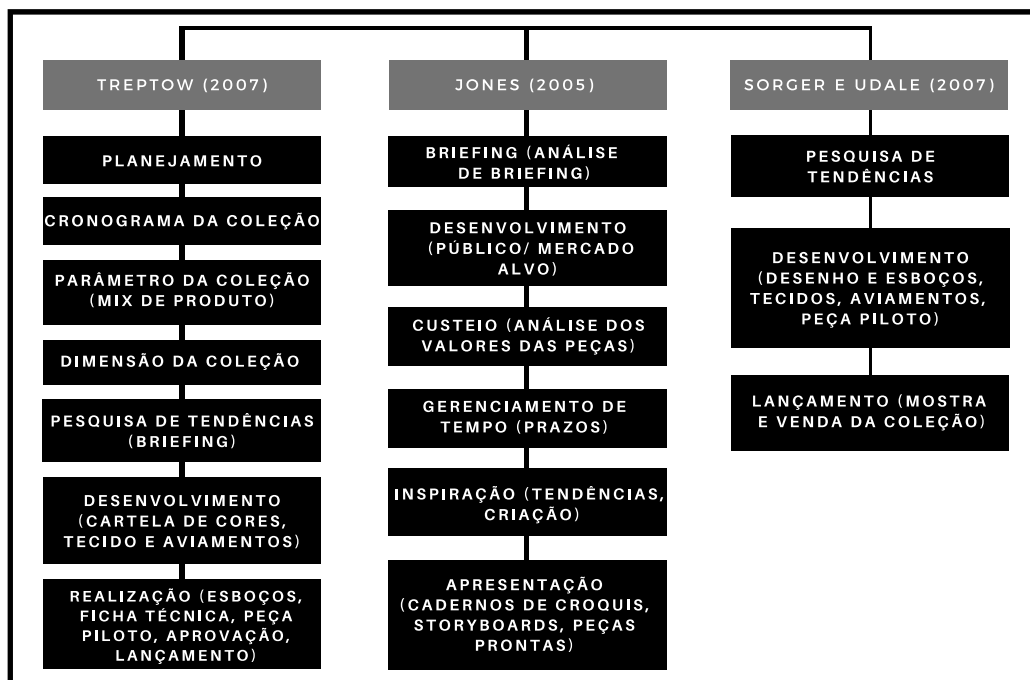 TREPTOW (2007)
PLANEJAMENTO
CRONOGRAMA DA COLEÇÃO
PARÂMETRO DA COLEÇÃO
(MIX DE PRODUTO)
DIMENSÃO DA COLEÇÃO
PESQUISA DE TENDÊNCIAS
(BRIEFING)
DESENVOLVIMENTO
(CARTELA DE CORES,
TECIDO E AVIAMENTOS)
REALIZAÇÃO (ESBOÇOS,
FICHA TÉCNICA, PEÇA
PILOTO, APROVAÇÃO,
LANÇAMENTO)
JONES (2005)
BRIEFING (ANÁLISE
DE BRIEFING)
DESENVOLVIMENTO
(PÚBLICO/ MERCADO
ALVO)
CUSTEIO (ANÁLISE DOS
VALORES DAS PEÇAS)
GERENCIAMENTO DE
TEMPO (PRAZOS)
INSPIRAÇÃO (TENDÊNCIAS,
CRIAÇÃO)
APRESENTAÇÃO
(CADERNOS DE CROQUIS,
STORYBOARDS, PEÇAS
PRONTAS)
SORGER E UDALE (2007)
PESQUISA DE
TENDÊNCIAS
DESENVOLVIMENTO
(DESENHO E ESBOÇOS,
TECIDOS, AVIAMENTOS,
PEÇA PILOTO)
LANÇAMENTO (MOSTRA
E VENDA DA COLEÇÃO)